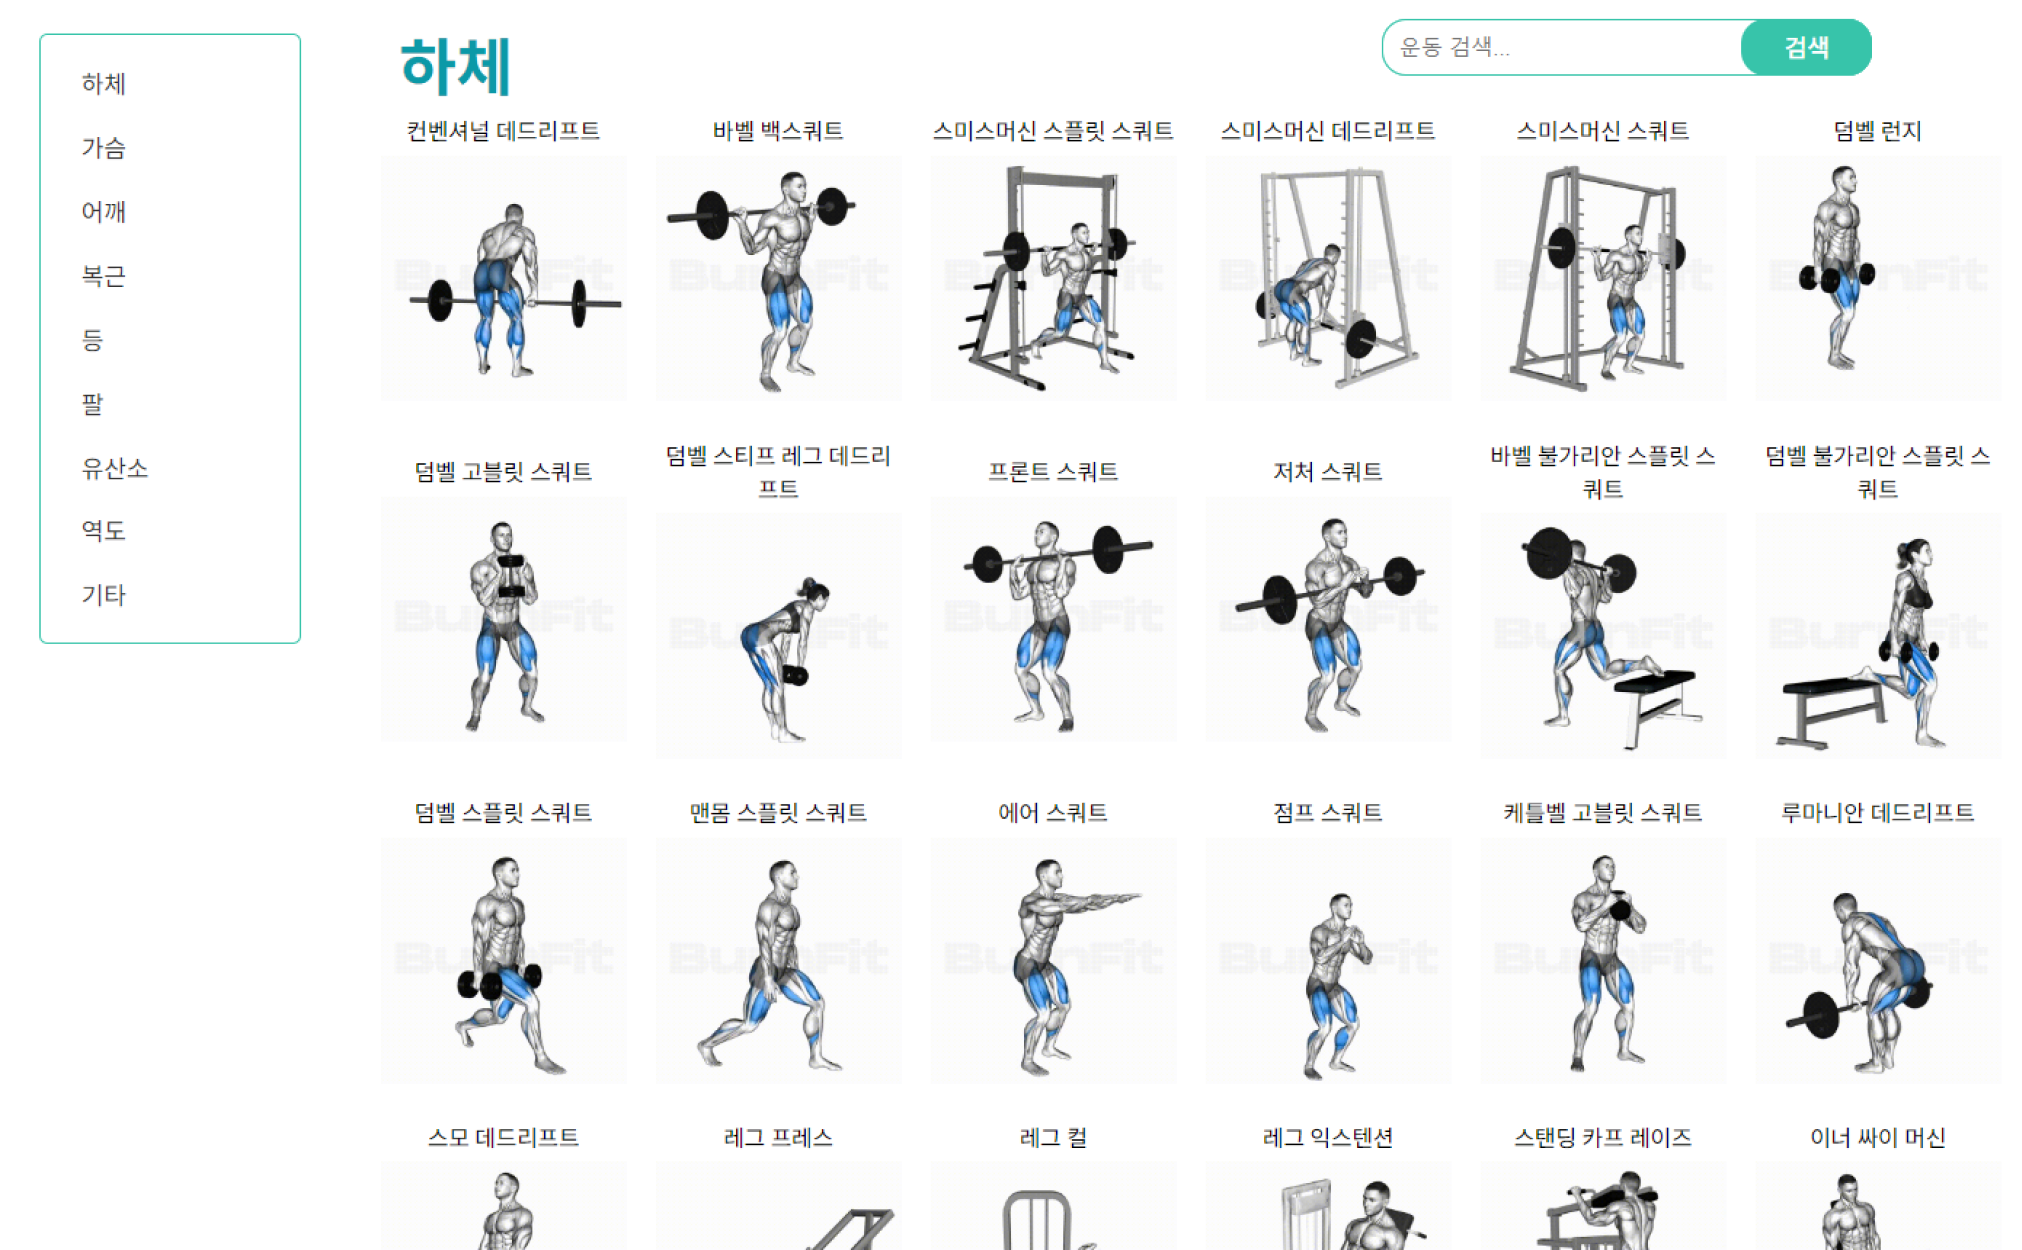 하체
가슴
어깨
복근
등
팔
유산소
역도
기타
하체
운동 검색...
검색
컨벤셔널 데드리프트
바벨 백스쿼트
스미스머신 스플릿 스쿼트
스미스머신 데드리프트
스미스머신 스쿼트
덤벨 런지
BurnFit
BurnFit
BurnFit
BurnFit
BurnFit
BurnFit
덤벨 고블릿 스쿼트
덤벨 스티프 레그 데드리
프트
프론트 스쿼트
저처 스쿼트
바벨 불가리안 스플릿 스
쿼트
덤벨 불가리안 스플릿 스
쿼트
BurnFit
BurnFit
BurnFit
BurnFit
BurnFit
BurnFit
덤벨 스플릿 스쿼트
맨몸 스플릿 스쿼트
에어 스쿼트
점프 스쿼트
케틀벨 고블릿 스쿼트
루마니안 데드리프트
BurnFit
BurnFit
BurnFit
BurnFit
BurnFit
BurnFit
스모 데드리프트
레그 프레스
레그 컬
레그 익스텐션
스탠딩 카프 레이즈
이너 싸이 머신